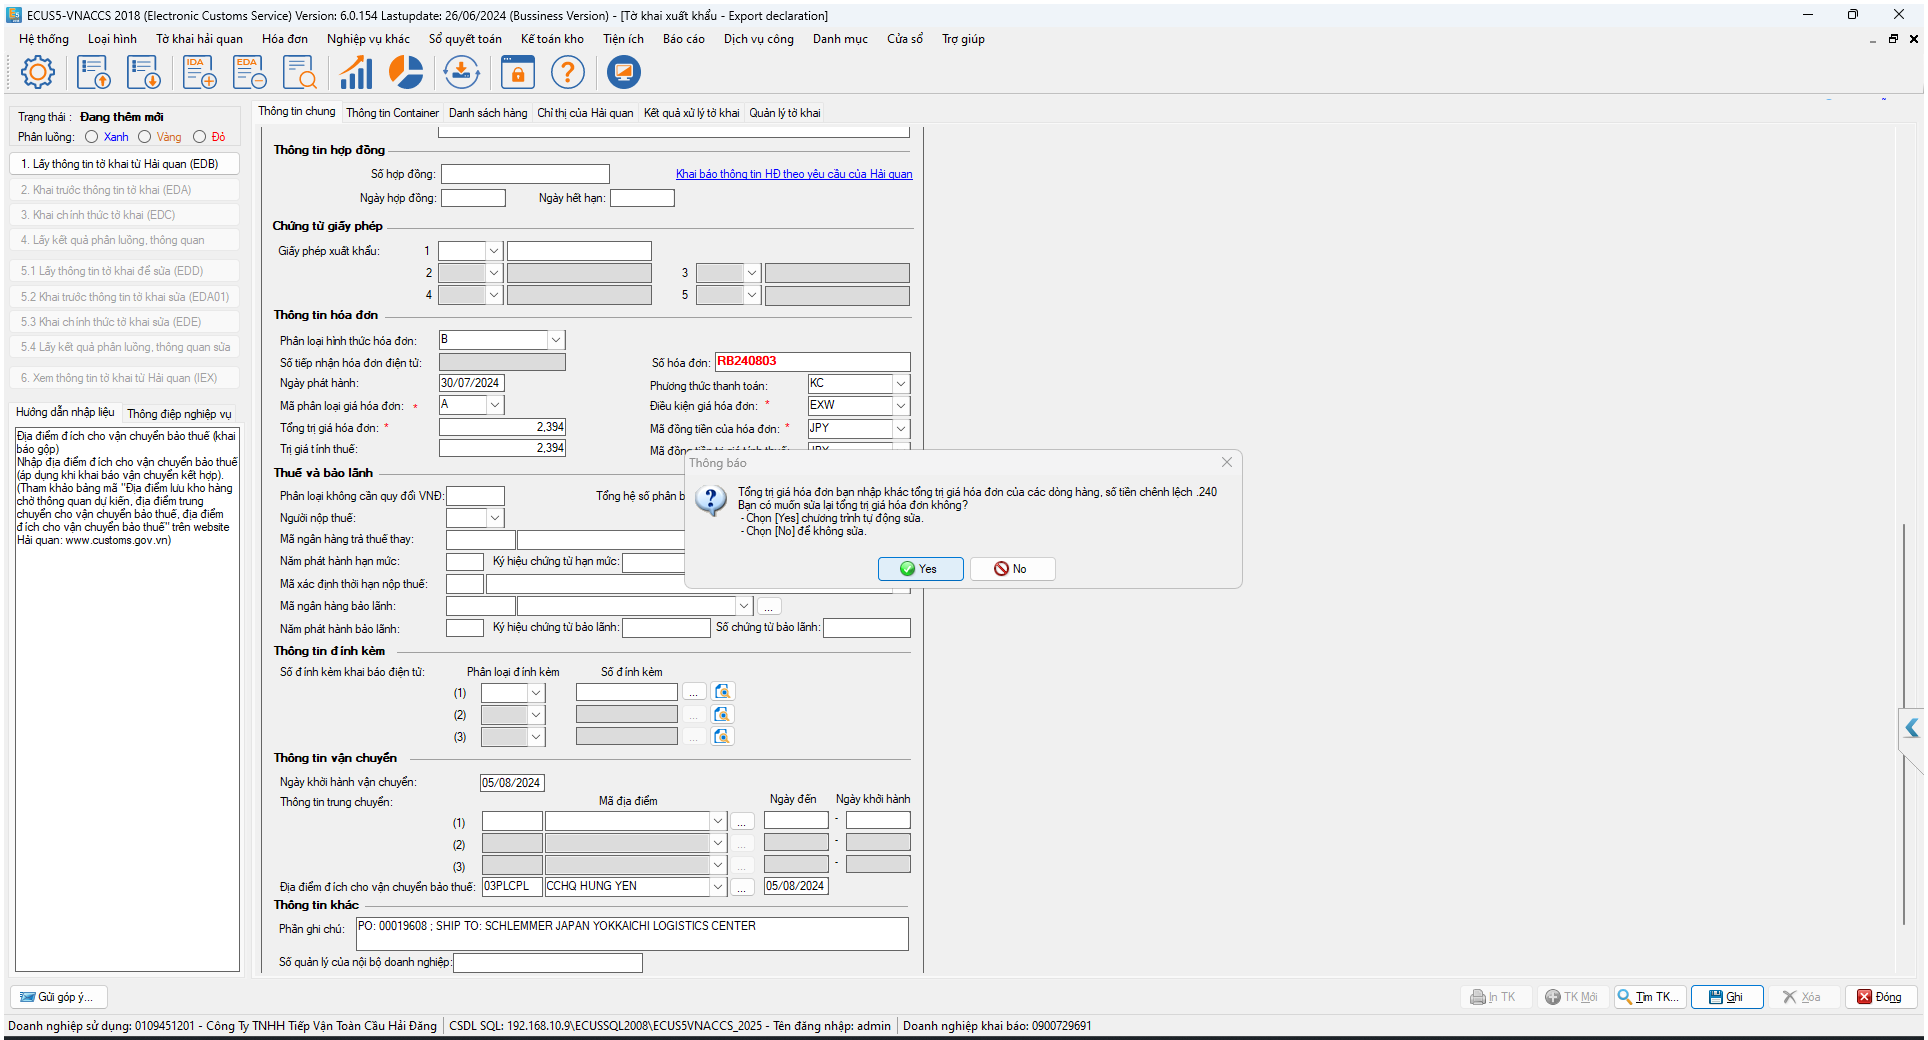 ECUS5-VNACCS 2018 (Electronic Customs Service) Version: 6.0.154 Lastupdate: 26/06/2024 (Bussiness Version) - [Tờ khai xuất khẩu - Export declaration]
Hệ thống Loại hình Tờ khai hải quan Hóa đơn Nghiệp vụ khác Sổ quyết toán Kế toán kho Tiện ích Báo cáo Dịch vụ công Danh mục Cửa sổ Trợ giúp
IDA EDA
Trạng thái : Đang thêm mới
Phân luồng: Xanh Vàng Đỏ
1. Lấy thông tin tờ khai từ Hải quan (EDB)
2. Khai trước thông tin tờ khai (EDA)
3. Khai chính thức tờ khai (EDC)
4. Lấy kết quả phân luồng, thông quan
5.1 Lấy thông tin tờ khai để sửa (EDD)
5.2 Khai trước thông tin tờ khai sửa (EDA01)
5.3 Khai chính thức tờ khai sửa (EDE)
5.4 Lấy kết quả phân luồng, thông quan sửa
6. Xem thông tin tờ khai từ Hải quan (IEX)
Hướng dẫn nhập liệu Thông điệp nghiệp vụ
Địa điểm đích cho vận chuyển bảo thuế (khai
báo gộp)
Nhập địa điểm đích cho vận chuyển bảo thuế
(áp dụng khi khai báo vận chuyển kết hợp).
(Tham khảo bảng mã "Địa điểm lưu kho hàng
chờ thông quan dự kiến, địa điểm trung
chuyển cho vận chuyển bảo thuế, địa điểm
đích cho vận chuyển bảo thuế" trên website
Hải quan: www.customs.gov.vn)
Thông tin chung Thông tin Container Danh sách hàng Chỉ thị của Hải quan Kết quả xử lý tờ khai Quản lý tờ khai
Thông tin hợp đồng
Số hợp đồng: Khai báo thông tin HĐ theo yêu cầu của Hải quan
Ngày hợp đồng: Ngày hết hạn:
Chứng từ giấy phép
Giấy phép xuất khẩu: 1
2 3
4 5
Thông tin hóa đơn
Phân loại hình thức hóa đơn: B
Số tiếp nhận hóa đơn điện tử: Số hóa đơn: RB240803
Ngày phát hành: 30/07/2024 Phương thức thanh toán: KC
Mã phân loại giá hóa đơn: * A Điều kiện giá hóa đơn: * EXW
Tổng trị giá hóa đơn: * 2,394 Mã đồng tiền của hóa đơn: * JPY
Trị giá tính thuế: 2,394 Mã đồng tiền trị giá tính thuế: JPY
Thuế và bảo lãnh
Phân loại không cần quy đổi VNĐ: Tổng hệ số phân b
Người nộp thuế:
Mã ngân hàng trả thuế thay:
Năm phát hành hạn mức: Ký hiệu chứng từ hạn mức:
Mã xác định thời hạn nộp thuế:
Mã ngân hàng bảo lãnh: ...
Năm phát hành bảo lãnh: Ký hiệu chứng từ bảo lãnh: Số chứng từ bảo lãnh:
Thông báo
Tổng trị giá hóa đơn bạn nhập khác tổng trị giá hóa đơn của các dòng hàng, số tiền chênh lệch .240
Bạn có muốn sửa lại tổng trị giá hóa đơn không?
- Chọn [Yes] chương trình tự động sửa.
- Chọn [No] để không sửa.
Yes No
Thông tin đính kèm
Số đính kèm khai báo điện tử: Phân loại đính kèm Số đính kèm
(1) ...
(2) ...
(3) ...
Thông tin vận chuyển
Ngày khởi hành vận chuyển: 05/08/2024
Thông tin trung chuyển: Mã địa điểm Ngày đến Ngày khởi hành
(1) ... -
(2) ... -
(3) ... -
Địa điểm đích cho vận chuyển bảo thuế: 03PLCPL CCHQ HUNG YEN ... 05/08/2024
Thông tin khác
Phần ghi chú: PO: 00019608 ; SHIP TO: SCHLEMMER JAPAN YOKKAICHI LOGISTICS CENTER
Số quản lý của nội bộ doanh nghiệp:
Gửi góp ý... In TK TK Mới Tìm TK... Ghi Xóa Đóng
Doanh nghiệp sử dụng: 0109451201 - Công Ty TNHH Tiếp Vận Toàn Cầu Hải Đăng CSDL SQL: 192.168.10.9\ECUSSQL2008\ECUS5VNACCS_2025 - Tên đăng nhập: admin Doanh nghiệp khai báo: 0900729691